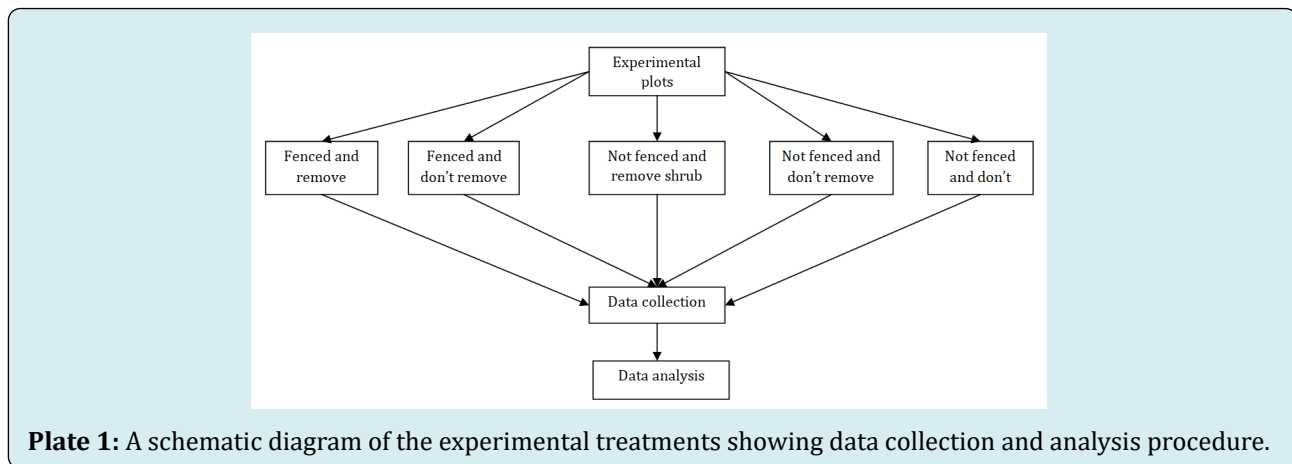 Experimental
plots
Fenced and
remove
Fenced and
don't remove
Not fenced and
remove shrub
Not fenced and
don't remove
Not fenced
and don't
Data collection
Data analysis
Plate 1: A schematic diagram of the experimental treatments showing data collection and analysis procedure.